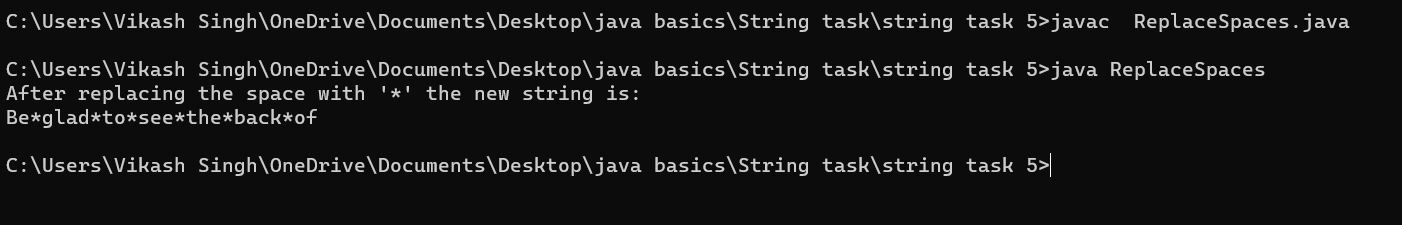 C:\Users\Vikash Singh\OneDrive\Documents\Desktop\java basics\String task\string task 5>javac  ReplaceSpaces.java
C:\Users\Vikash Singh\OneDrive\Documents\Desktop\java basics\String task\string task 5>java ReplaceSpaces
After replacing the space with '*' the new string is:
Be*glad*to*see*the*back*of
C:\Users\Vikash Singh\OneDrive\Documents\Desktop\java basics\String task\string task 5>